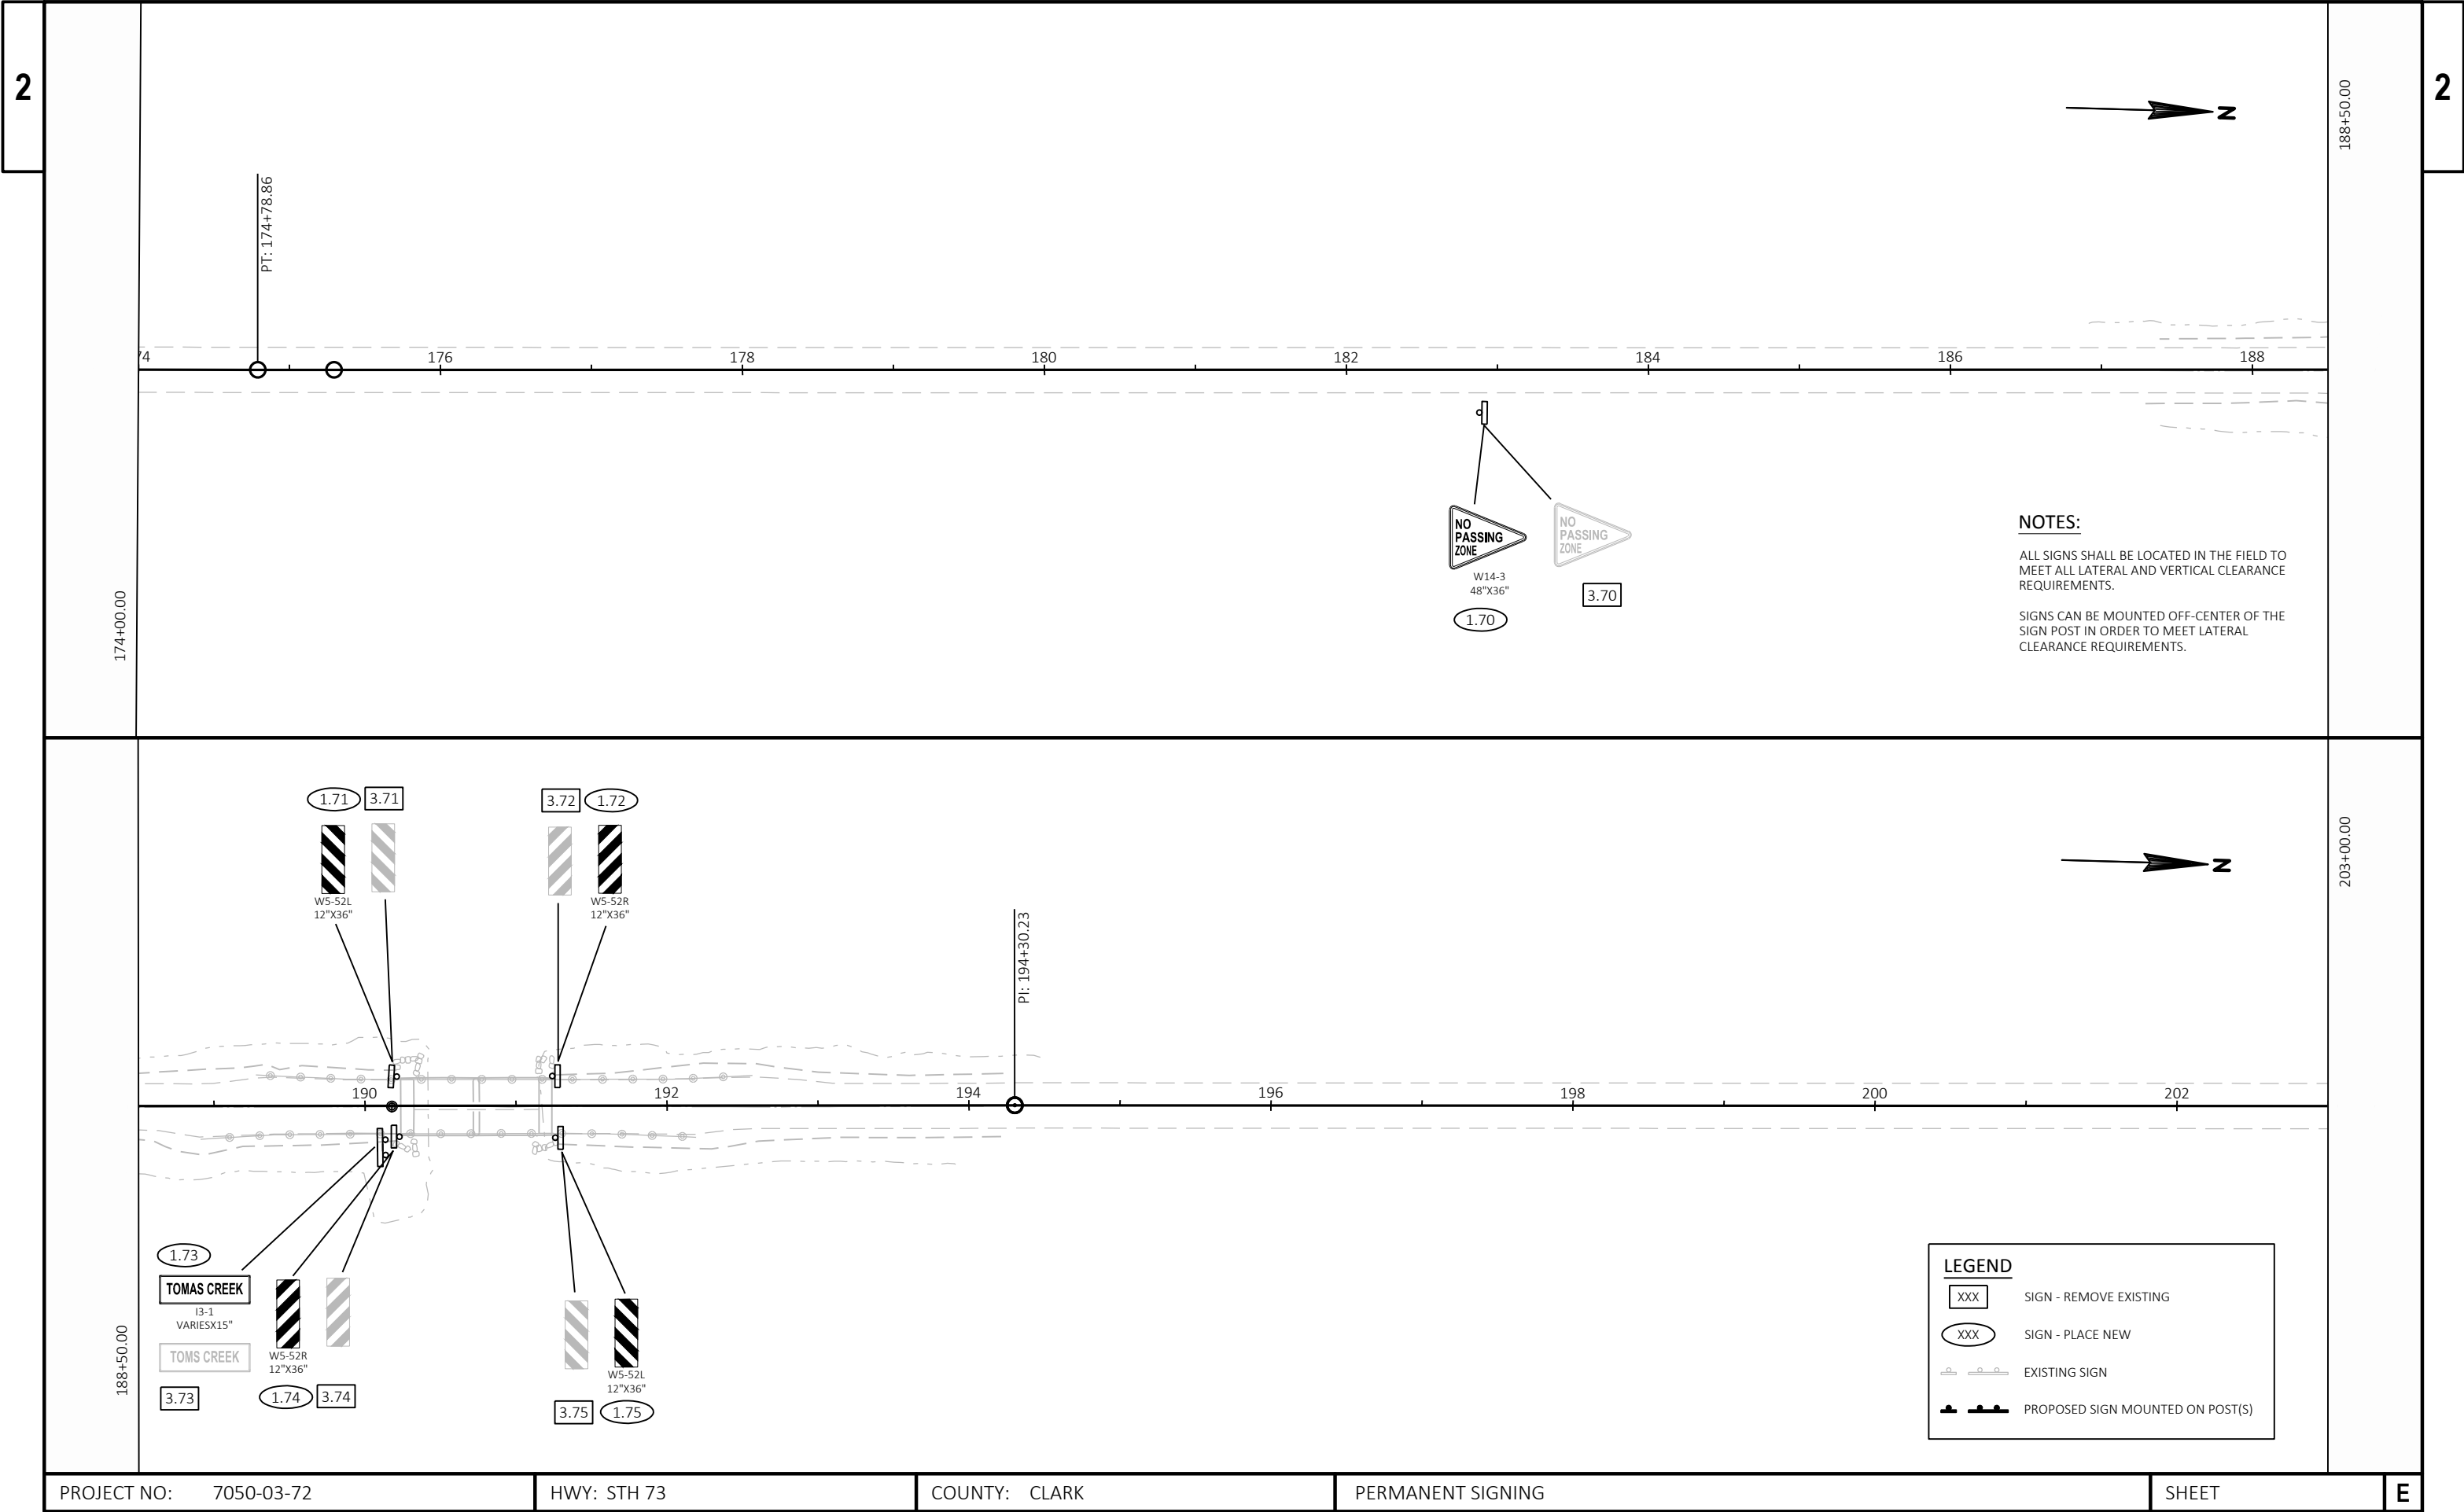 2
2
188+50.00
N
PT: 174+78.86
74
176
178
180
182
184
186
188
NO
PASSING
ZONE
NO
PASSING
ZONE
W14-3
48"X36"
3.70
1.70
174+00.00
NOTES:
ALL SIGNS SHALL BE LOCATED IN THE FIELD TO
MEET ALL LATERAL AND VERTICAL CLEARANCE
REQUIREMENTS.
SIGNS CAN BE MOUNTED OFF-CENTER OF THE
SIGN POST IN ORDER TO MEET LATERAL
CLEARANCE REQUIREMENTS.
1.71
3.71
3.72
1.72
W5-52L
12"X36"
W5-52R
12"X36"
N
203+00.00
PI: 194+30.23
190
192
194
196
198
200
202
1.73
TOMAS CREEK
I3-1
VARIESX15"
TOMS CREEK
3.73
W5-52R
12"X36"
1.74
3.74
W5-52L
12"X36"
3.75
1.75
188+50.00
LEGEND
XXX
SIGN - REMOVE EXISTING
XXX
SIGN - PLACE NEW
EXISTING SIGN
PROPOSED SIGN MOUNTED ON POST(S)
PROJECT NO: 7050-03-72
HWY: STH 73
COUNTY: CLARK
PERMANENT SIGNING
SHEET
E